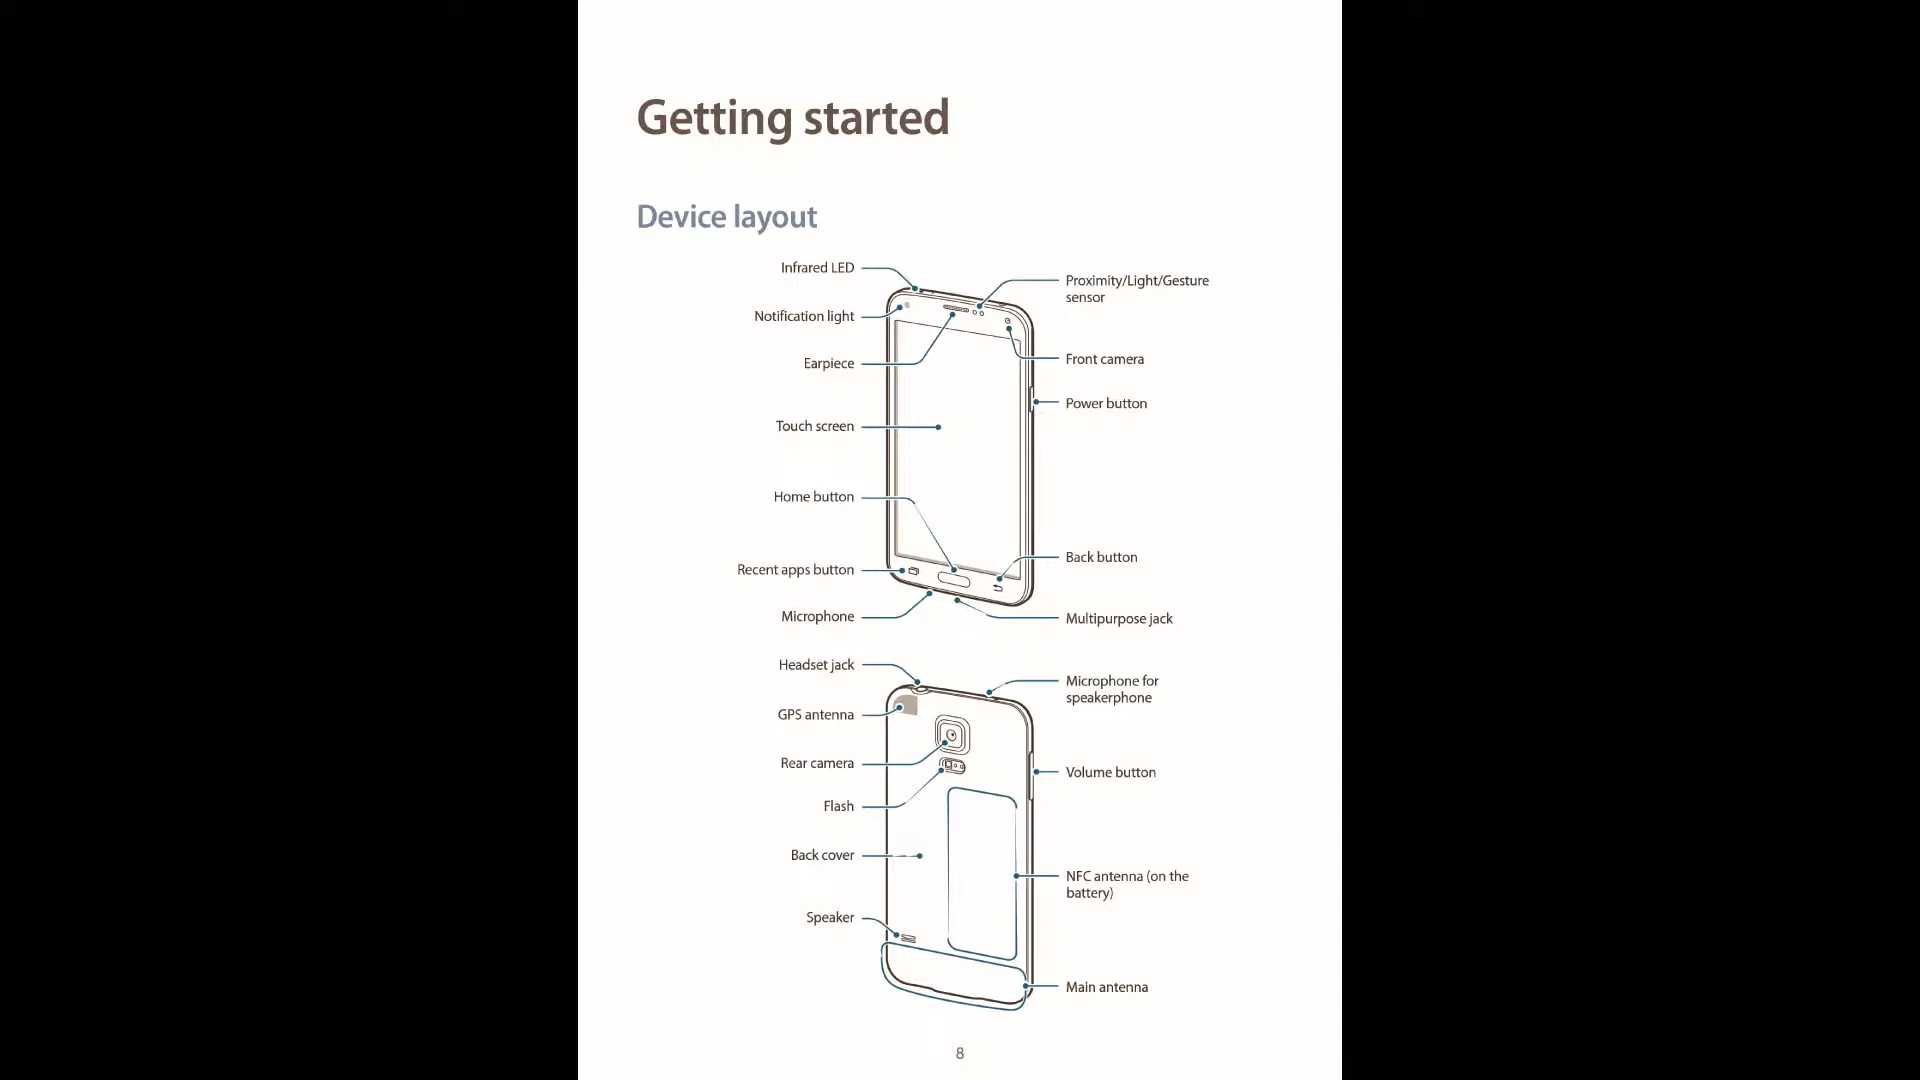 Getting started
Device layout
Infrared LED
Proximity/Light/Gesture
sensor
Notification light
Earpiece
Front camera
Power button
Touch screen
Home button
Back button
Recent apps button
Microphone
Multipurpose jack
Headset jack
Microphone for
speakerphone
GPS antenna
Rear camera
Volume button
Flash
Back cover
NFC antenna (on the
battery)
Speaker
Main antenna
8